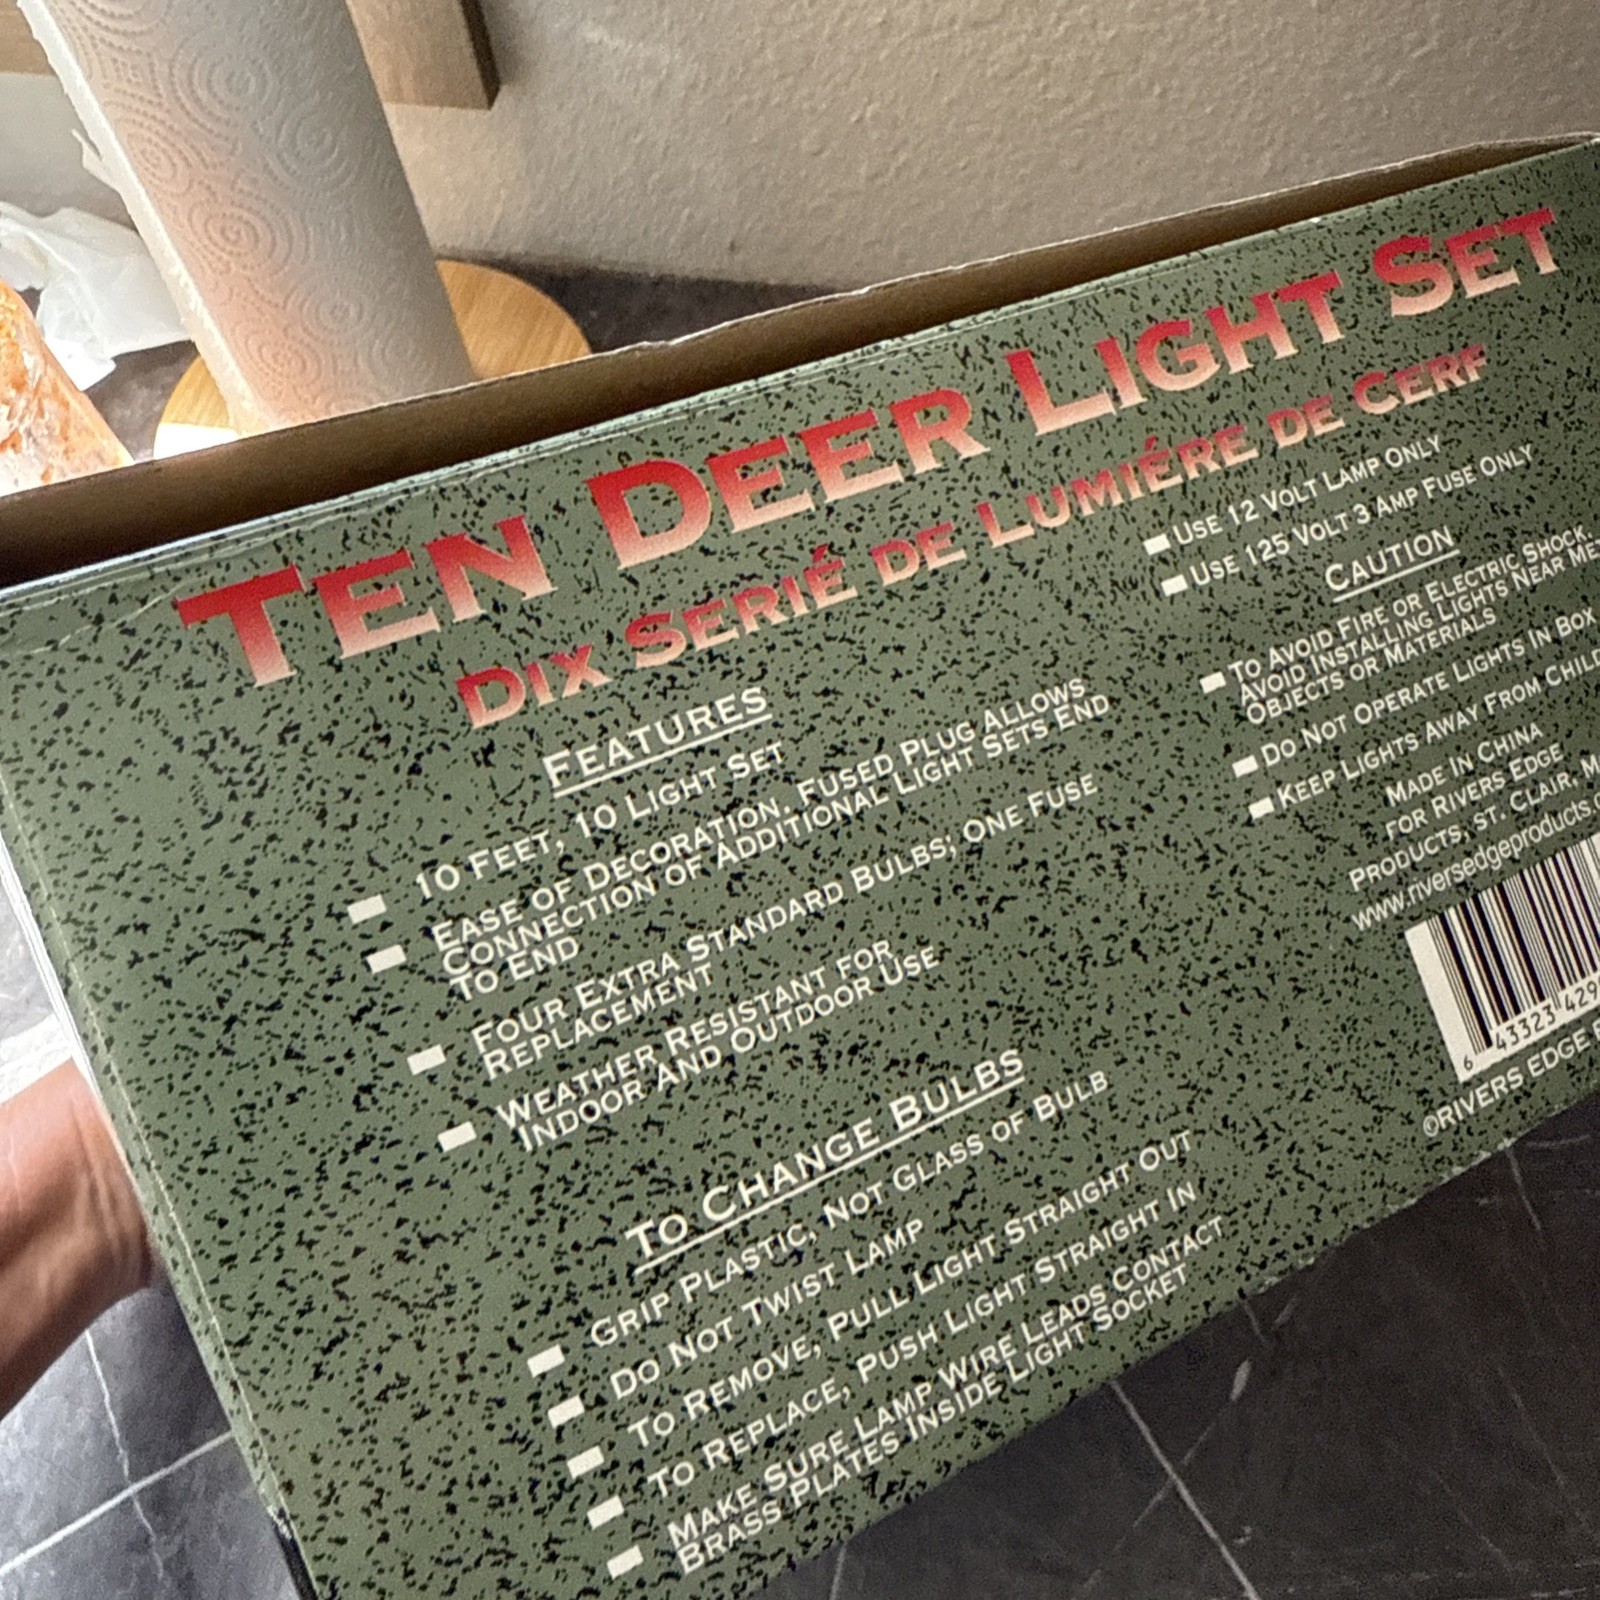 TEN DEER LIGHT SET
DIX SERIÉ DE LUMIÉRE DE CERF
FEATURES
10 FEET, 10 LIGHT SET
EASE OF DECORATION. FUSED PLUG ALLOWS
CONNECTION OF ADDITIONAL LIGHT SETS END
TO END
FOUR EXTRA STANDARD BULBS; ONE FUSE
REPLACEMENT
WEATHER RESISTANT FOR
INDOOR AND OUTDOOR USE
TO CHANGE BULBS
GRIP PLASTIC, NOT GLASS OF BULB
DO NOT TWIST LAMP
TO REMOVE, PULL LIGHT STRAIGHT OUT
TO REPLACE, PUSH LIGHT STRAIGHT IN
MAKE SURE LAMP WIRE LEADS CONTACT
BRASS PLATES INSIDE LIGHT SOCKET
USE 12 VOLT LAMP ONLY
USE 125 VOLT 3 AMP FUSE ONLY
CAUTION
TO AVOID FIRE OR ELECTRIC SHOCK.
AVOID INSTALLING LIGHTS NEAR
OBJECTS OR MATERIALS
DO NOT OPERATE LIGHTS IN BOX
KEEP LIGHTS AWAY FROM
MADE IN CHINA
FOR RIVERS EDGE
PRODUCTS, ST. CLAIR,
www.riversedgeproducts.
6 43323 429
©RIVERS EDGE